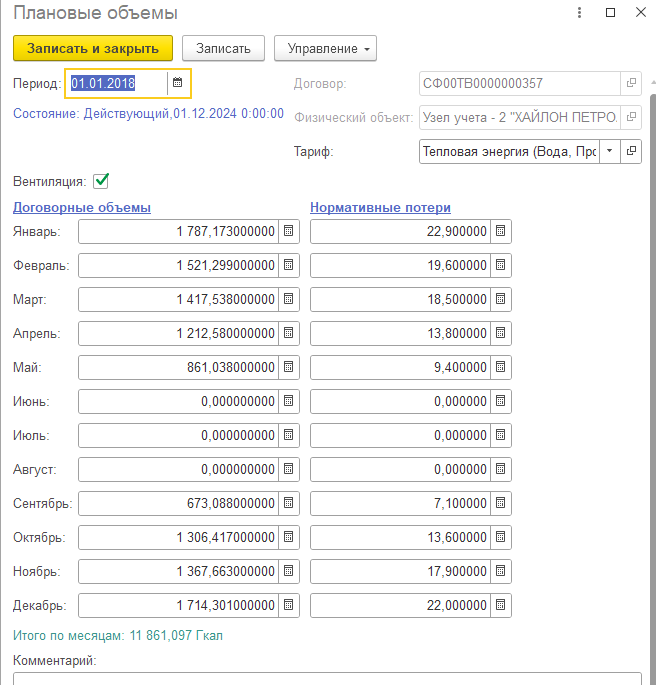 Плановые объемы
Записать и закрыть Записать Управление
Период: 01.01.2018 Договор: СФ00ТВ0000000357
Состояние: Действующий,01.12.2024 0:00:00 Физический объект: Узел учета - 2 "ХАЙЛОН ПЕТРО
Тариф: Тепловая энергия (Вода, Прс
Вентиляция:
Договорные объемы Нормативные потери
Январь: 1 787,173000000 22,900000
Февраль: 1 521,299000000 19,600000
Март: 1 417,538000000 18,500000
Апрель: 1 212,580000000 13,800000
Май: 861,038000000 9,400000
Июнь: 0,000000000 0,000000
Июль: 0,000000000 0,000000
Август: 0,000000000 0,000000
Сентябрь: 673,088000000 7,100000
Октябрь: 1 306,417000000 13,600000
Ноябрь: 1 367,663000000 17,900000
Декабрь: 1 714,301000000 22,000000
Итого по месяцам: 11 861,097 Гкал
Комментарий: